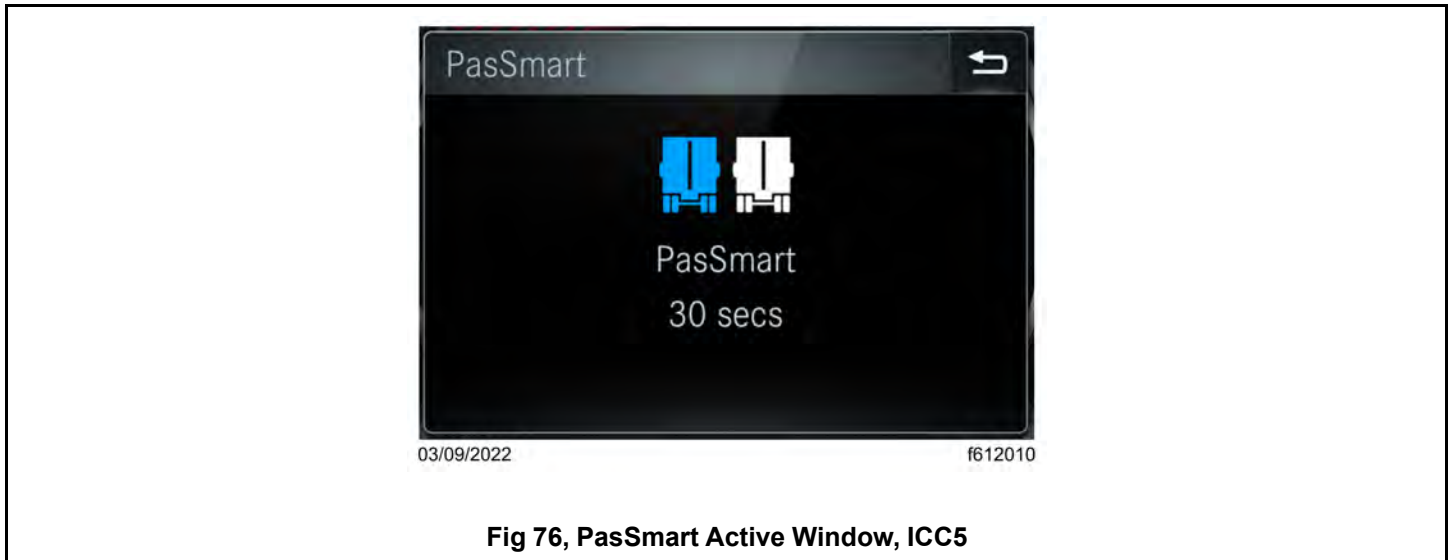 PasSmart
PasSmart
30 secs
03/09/2022 f612010
Fig 76, PasSmart Active Window, ICC5